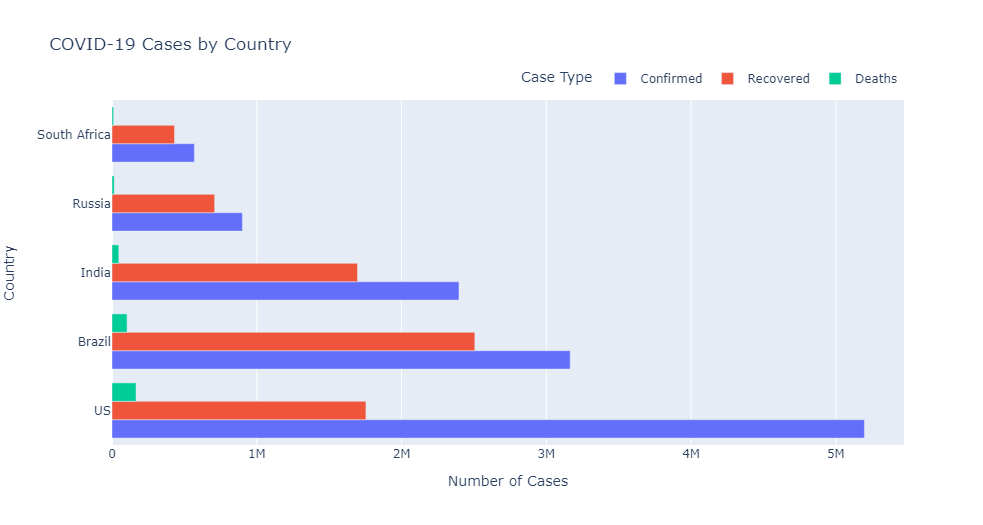 COVID-19 Cases by Country
Case Type Confirmed Recovered Deaths
South Africa
Russia
India
Brazil
US
Country
0 1M 2M 3M 4M 5M
Number of Cases